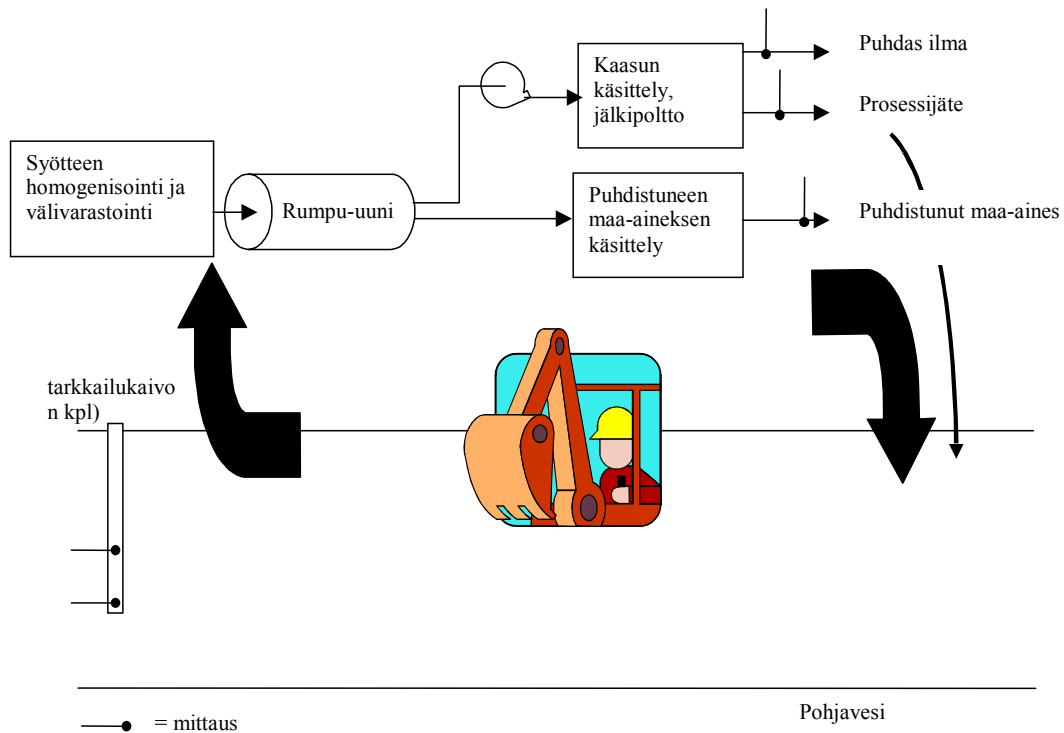 Puhdas ilma
Kaasun
käsittely,
jälkipoltto
Prosessijäte
Syötteen
homogenisointi ja
välivarastointi
Rumpu-uuni
Puhdistuneen
maa-aineksen
käsittely
Puhdistunut maa-aines
tarkkailukaivo
n kpl)
Pohjavesi
= mittaus